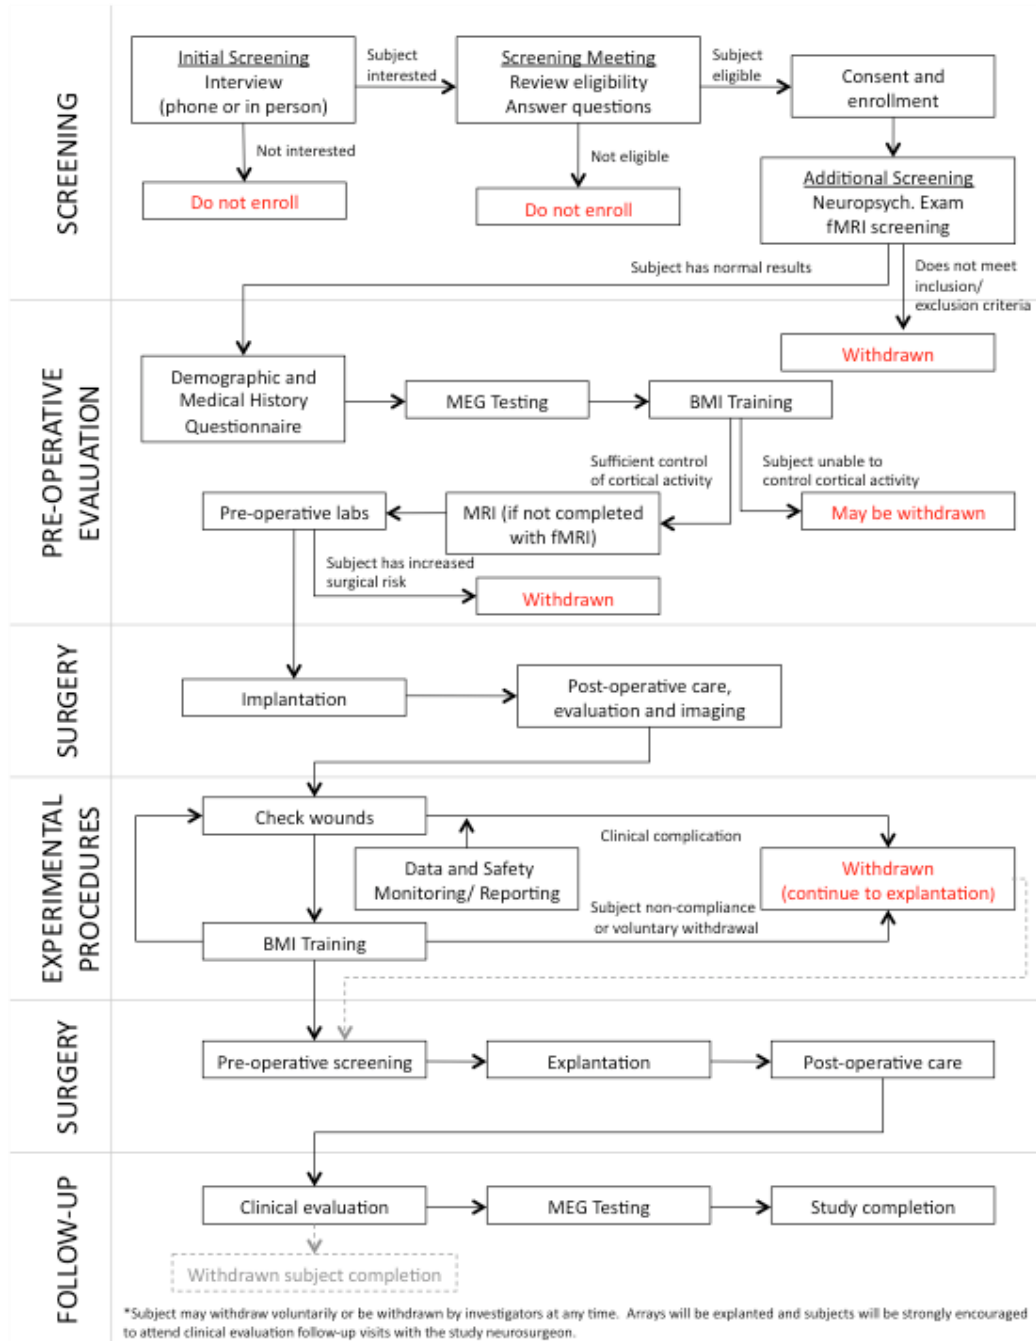 SCREENING
Initial Screening
Interview
(phone or in person)
Subject
interested
Screening Meeting
Review eligibility
Answer questions
Subject
eligible
Consent and
enrollment
Not interested
Do not enroll
Not eligible
Do not enroll
Additional Screening
Neuropsych. Exam
fMRI screening
Subject has normal results
Does not meet
inclusion/
exclusion criteria
Withdrawn
PRE-OPERATIVE
EVALUATION
Demographic and
Medical History
Questionnaire
MEG Testing
BMI Training
Sufficient control
of cortical activity
Subject unable to
control cortical activity
Pre-operative labs
MRI (if not completed
with fMRI)
May be withdrawn
Subject has increased
surgical risk
Withdrawn
SURGERY
Implantation
Post-operative care,
evaluation and imaging
EXPERIMENTAL
PROCEDURES
Check wounds
Clinical complication
Data and Safety
Monitoring/ Reporting
Withdrawn
(continue to explantation)
Subject non-compliance
or voluntary withdrawal
BMI Training
SURGERY
Pre-operative screening
Explantation
Post-operative care
FOLLOW-UP
Clinical evaluation
MEG Testing
Study completion
Withdrawn subject completion
*Subject may withdraw voluntarily or be withdrawn by investigators at any time. Arrays will be explanted and subjects will be strongly encouraged
to attend clinical evaluation follow-up visits with the study neurosurgeon.